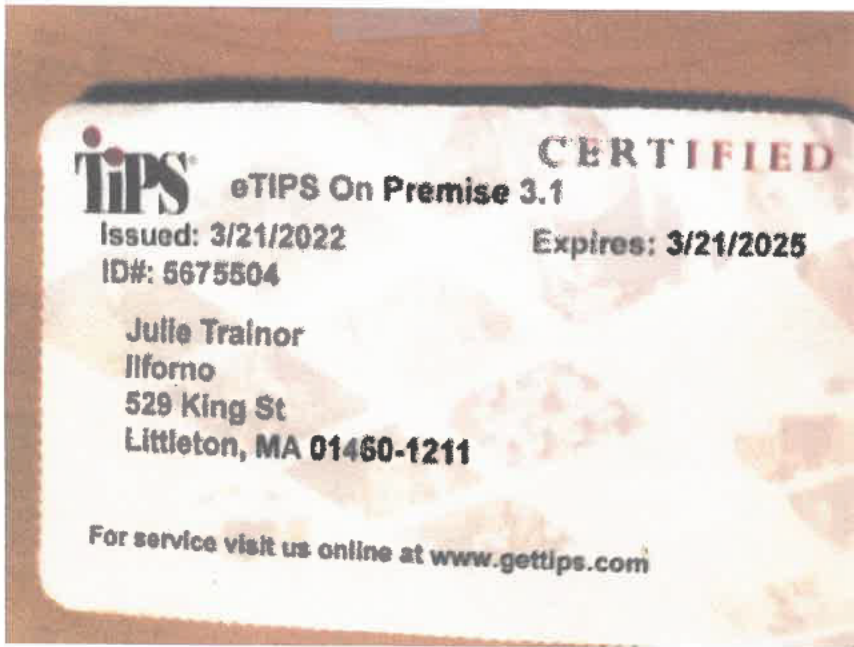 TiPS® CERTIFIED
eTIPS On Premise 3.1
Issued: 3/21/2022 Expires: 3/21/2025
ID#: 5675504
Julie Trainor
Ilforno
529 King St
Littleton, MA 01460-1211
For service visit us online at www.gettips.com